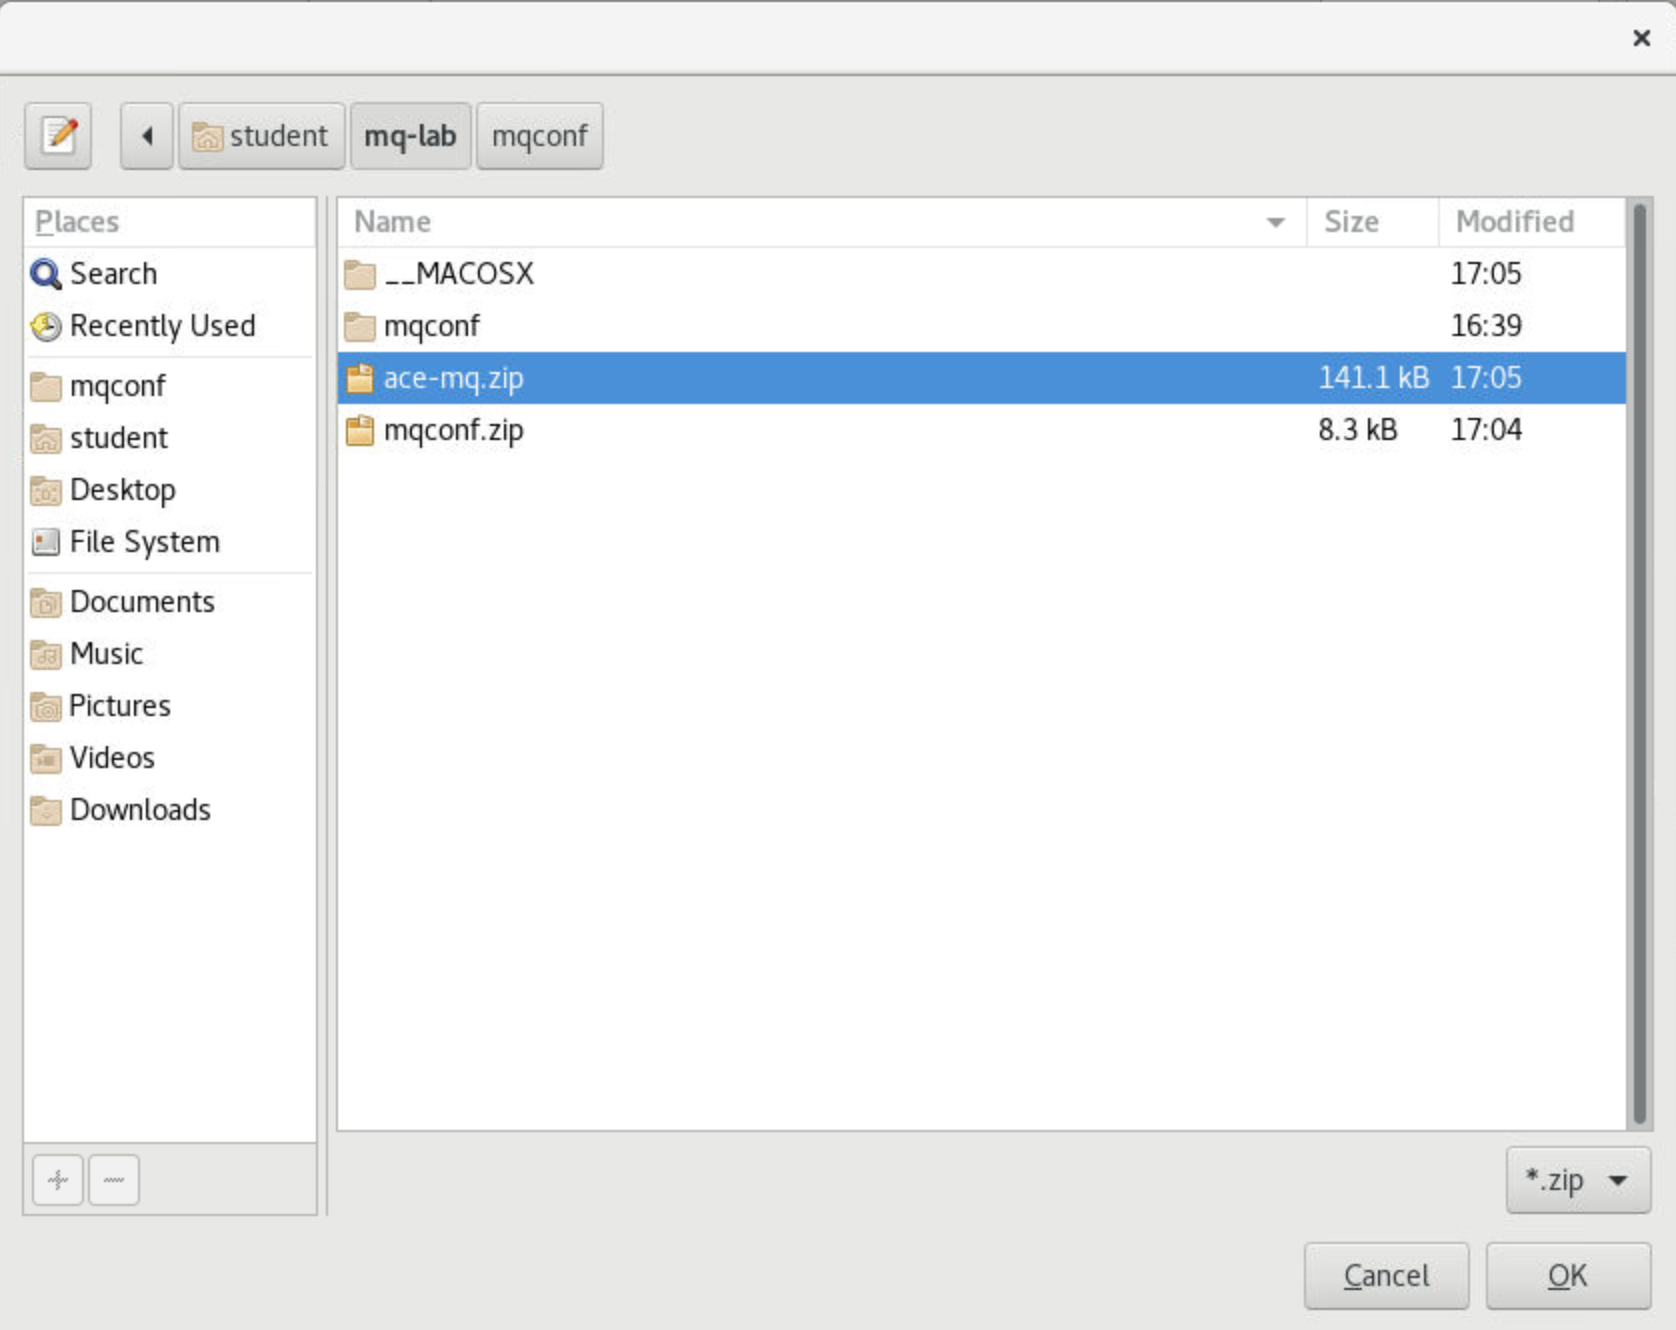 student mq-lab mqconf
Places
Search
Recently Used
mqconf
student
Desktop
File System
Documents
Music
Pictures
Videos
Downloads
Name Size Modified
__MACOSX 17:05
mqconf 16:39
ace-mq.zip 141.1 kB 17:05
mqconf.zip 8.3 kB 17:04
*.zip
Cancel OK